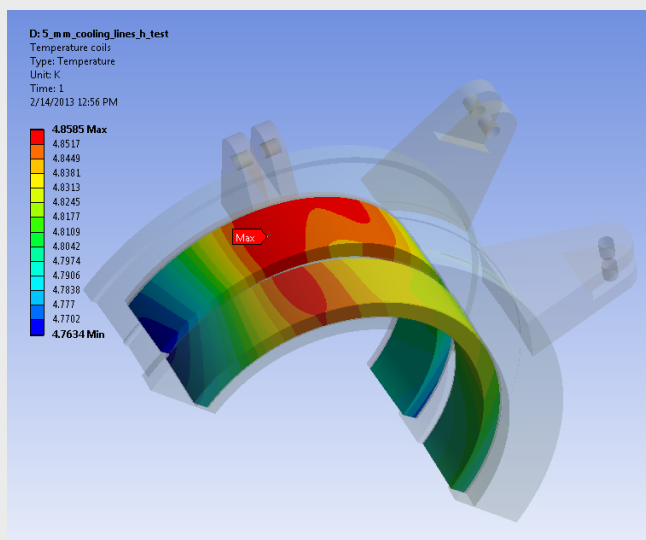 D: 5_mm_cooling_lines_h_test
Temperature coils
Type: Temperature
Unit: K
Time: 1
2/14/2013 12:56 PM
4.8585 Max
4.8517
4.8449
4.8381
4.8313
4.8245
4.8177
4.8109
4.8042
4.7974
4.7906
4.7838
4.777
4.7702
4.7634 Min
Max